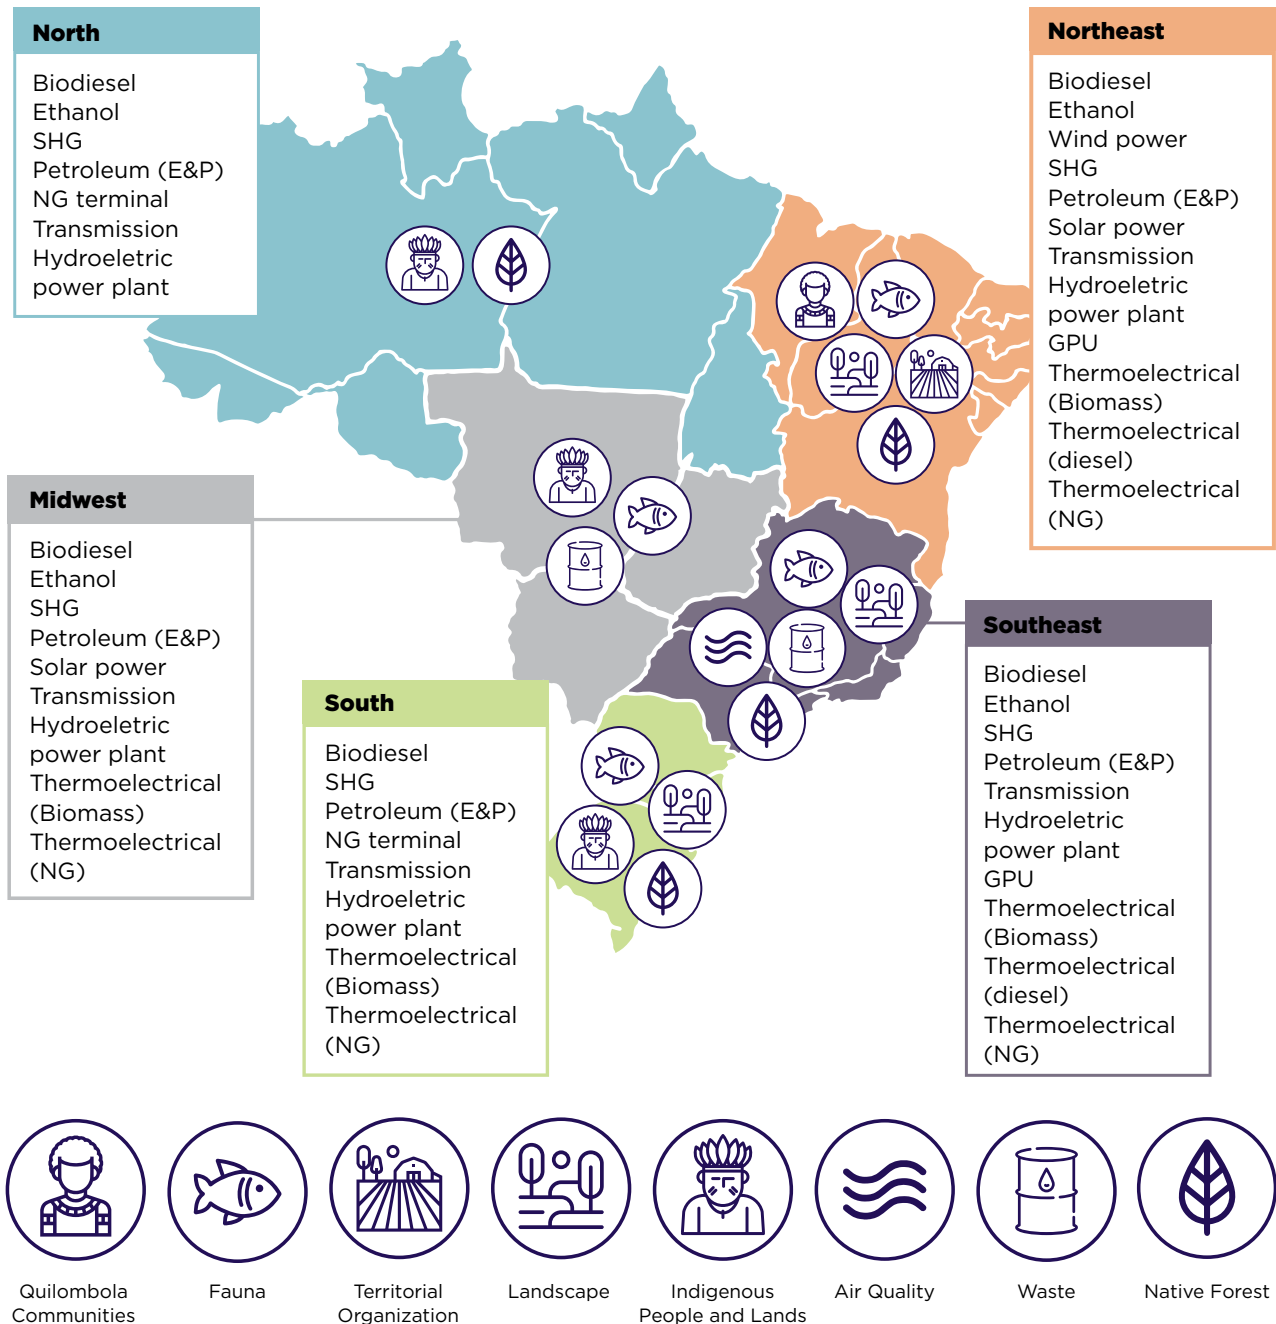 North
Biodiesel
Ethanol
SHG
Petroleum (E&P)
NG terminal
Transmission
Hydroeletric
power plant
Northeast
Biodiesel
Ethanol
Wind power
SHG
Petroleum (E&P)
Solar power
Transmission
Hydroeletric
power plant
GPU
Thermoelectrical
(Biomass)
Thermoelectrical
(diesel)
Thermoelectrical
(NG)
Midwest
Biodiesel
Ethanol
SHG
Petroleum (E&P)
Solar power
Transmission
Hydroeletric
power plant
Thermoelectrical
(Biomass)
Thermoelectrical
(NG)
South
Biodiesel
SHG
Petroleum (E&P)
NG terminal
Transmission
Hydroeletric
power plant
Thermoelectrical
(Biomass)
Thermoelectrical
(NG)
Southeast
Biodiesel
Ethanol
SHG
Petroleum (E&P)
Transmission
Hydroeletric
power plant
GPU
Thermoelectrical
(Biomass)
Thermoelectrical
(diesel)
Thermoelectrical
(NG)
Quilombola
Communities
Fauna
Territorial
Organization
Landscape
Indigenous
People and Lands
Air Quality
Waste
Native Forest